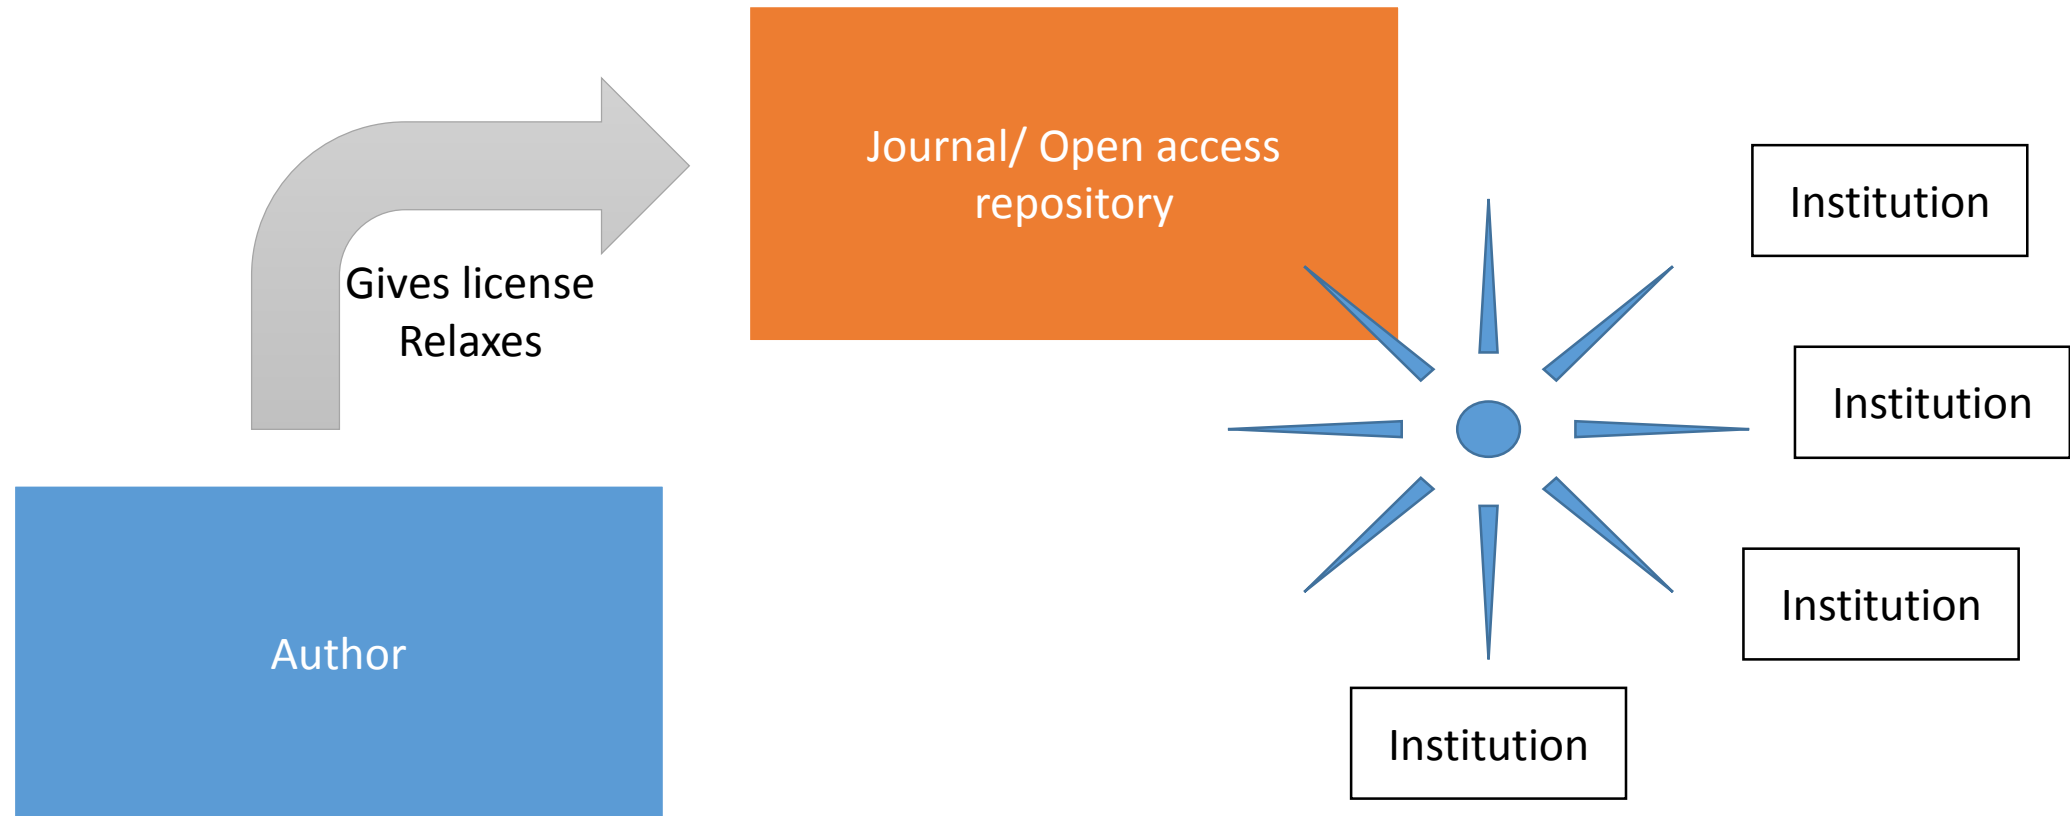 Journal/ Open access
repository
Gives license
Relaxes
Author
Institution
Institution
Institution
Institution